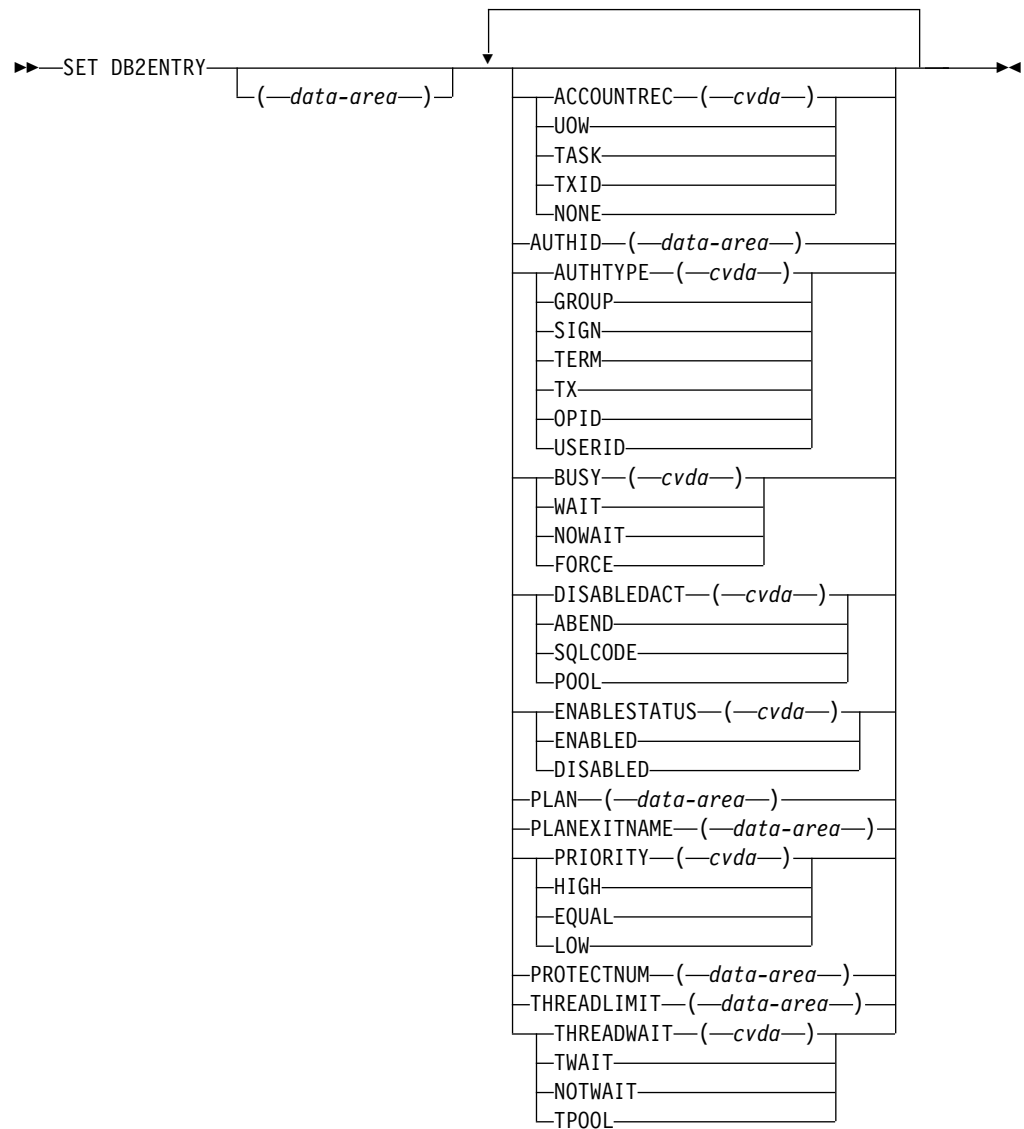 SET DB2ENTRY
( data-area )
ACCOUNTREC ( cvda )
UOW
TASK
TXID
NONE
AUTHID ( data-area )
AUTHTYPE ( cvda )
GROUP
SIGN
TERM
TX
OPID
USERID
BUSY ( cvda )
WAIT
NOWAIT
FORCE
DISABLEDACT ( cvda )
ABEND
SQLCODE
POOL
ENABLESTATUS ( cvda )
ENABLED
DISABLED
PLAN ( data-area )
PLANEXITNAME ( data-area )
PRIORITY ( cvda )
HIGH
EQUAL
LOW
PROTECTNUM ( data-area )
THREADLIMIT ( data-area )
THREADWAIT ( cvda )
TWAIT
NOTWAIT
TPOOL